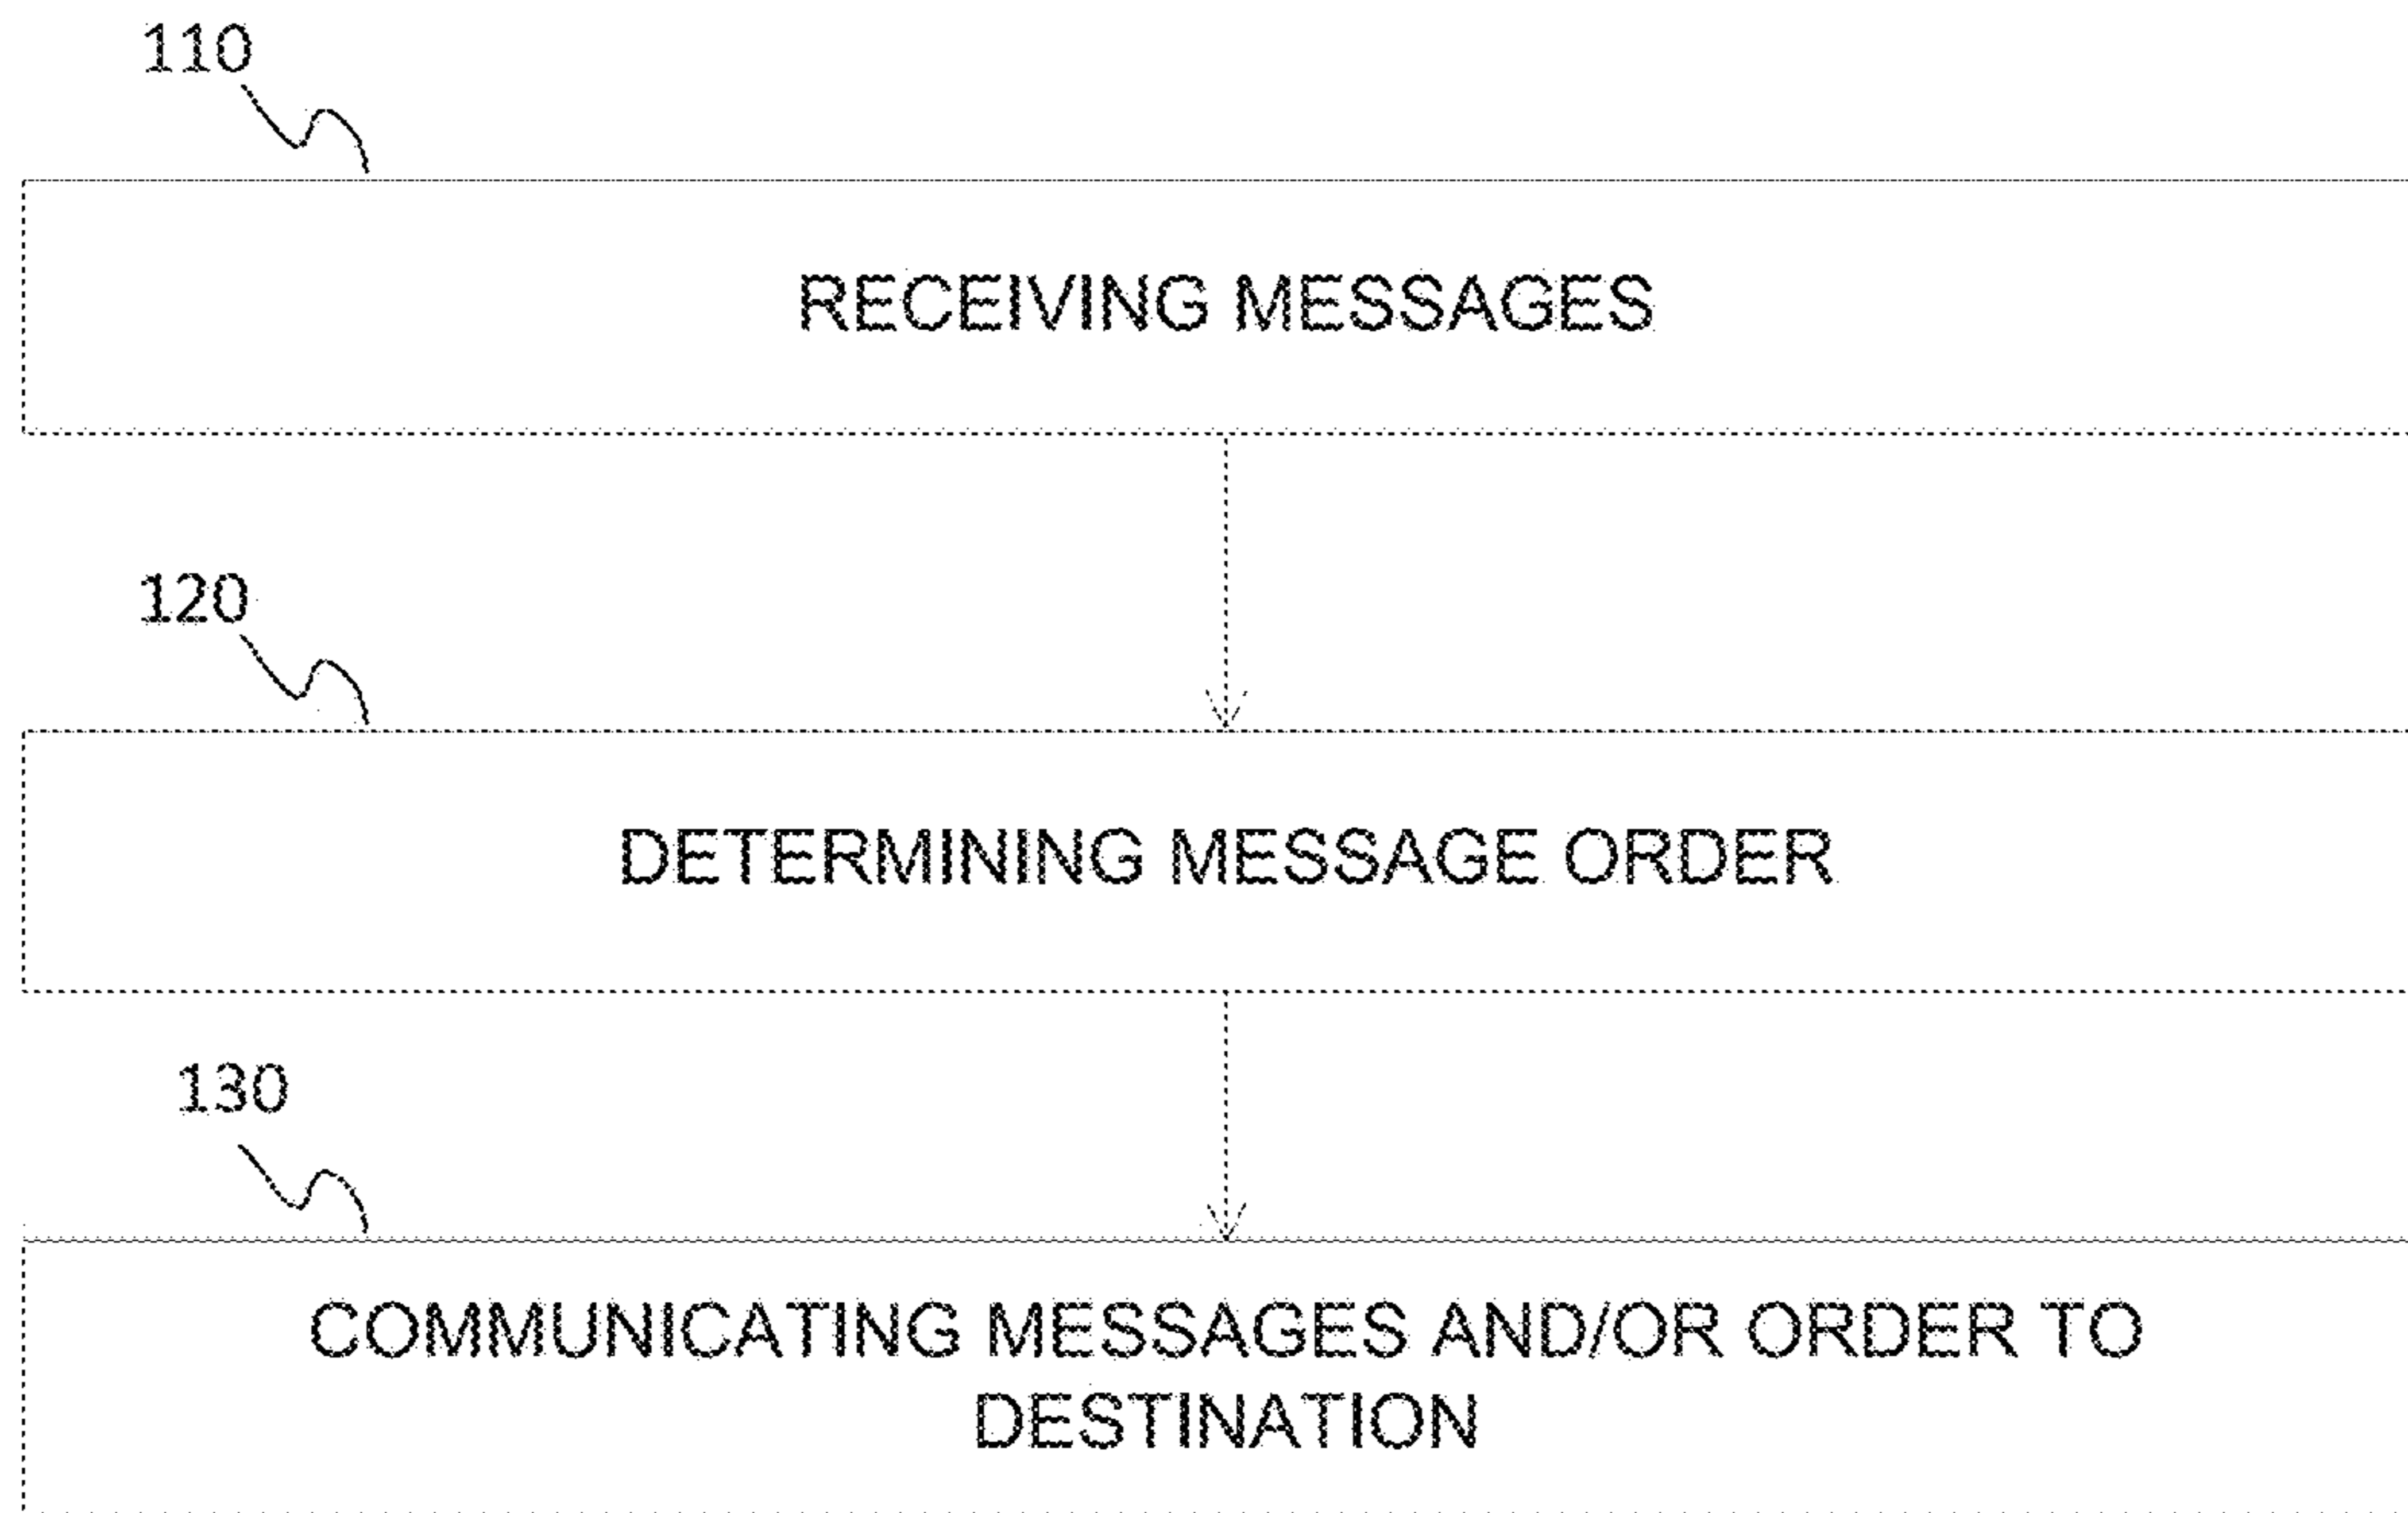 110
RECEIVING MESSAGES
120
DETERMINING MESSAGE ORDER
130
COMMUNICATING MESSAGES AND/OR ORDER TO
DESTINATION